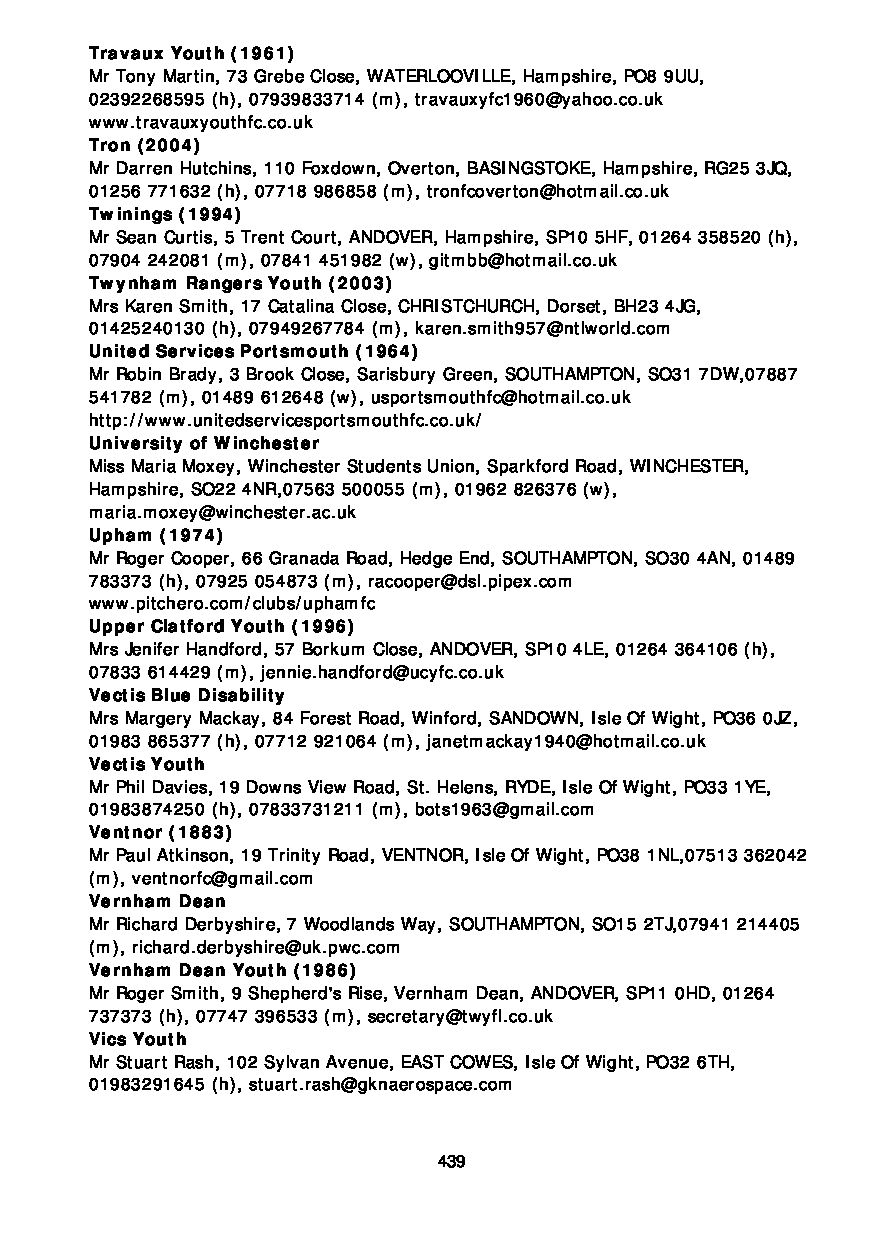 Travaux Youth (1961)
Mr Tony Martin, 73 Grebe Close, WATERLOOVILLE, Hampshire, PO8 9UU,
02392268595 (h), 07939833714 (m), travauxyfc1960@yahoo.co.uk
www.travauxyouthfc.co.uk
Tron (2004)
Mr Darren Hutchins, 110 Foxdown, Overton, BASINGSTOKE, Hampshire, RG25 3JQ,
01256 771632 (h), 07718 986858 (m), tronfcoverton@hotmail.co.uk
Twinings (1994)
Mr Sean Curtis, 5 Trent Court, ANDOVER, Hampshire, SP10 5HF, 01264 358520 (h),
07904 242081 (m), 07841 451982 (w), gitmbb@hotmail.co.uk
Twynham Rangers Youth (2003)
Mrs Karen Smith, 17 Catalina Close, CHRISTCHURCH, Dorset, BH23 4JG,
01425240130 (h), 07949267784 (m), karen.smith957@ntlworld.com
United Services Portsmouth (1964)
Mr Robin Brady, 3 Brook Close, Sarisbury Green, SOUTHAMPTON, SO31 7DW,07887
541782 (m), 01489 612648 (w), usportsmouthfc@hotmail.co.uk
http://www.unitedservicesportsmouthfc.co.uk/
University of Winchester
Miss Maria Moxey, Winchester Students Union, Sparkford Road, WINCHESTER,
Hampshire, SO22 4NR,07563 500055 (m), 01962 826376 (w),
maria.moxey@winchester.ac.uk
Upham (1974)
Mr Roger Cooper, 66 Granada Road, Hedge End, SOUTHAMPTON, SO30 4AN, 01489
783373 (h), 07925 054873 (m), racooper@dsl.pipex.com
www.pitchero.com/clubs/uphamfc
Upper Clatford Youth (1996)
Mrs Jenifer Handford, 57 Borkum Close, ANDOVER, SP10 4LE, 01264 364106 (h),
07833 614429 (m), jennie.handford@ucyfc.co.uk
Vectis Blue Disability
Mrs Margery Mackay, 84 Forest Road, Winford, SANDOWN, Isle Of Wight, PO36 0JZ,
01983 865377 (h), 07712 921064 (m), janetmackay1940@hotmail.co.uk
Vectis Youth
Mr Phil Davies, 19 Downs View Road, St. Helens, RYDE, Isle Of Wight, PO33 1YE,
01983874250 (h), 07833731211 (m), bots1963@gmail.com
Ventnor (1883)
Mr Paul Atkinson, 19 Trinity Road, VENTNOR, Isle Of Wight, PO38 1NL,07513 362042
(m), ventnorfc@gmail.com
Vernham Dean
Mr Richard Derbyshire, 7 Woodlands Way, SOUTHAMPTON, SO15 2TJ,07941 214405
(m), richard.derbyshire@uk.pwc.com
Vernham Dean Youth (1986)
Mr Roger Smith, 9 Shepherd's Rise, Vernham Dean, ANDOVER, SP11 0HD, 01264
737373 (h), 07747 396533 (m), secretary@twyfl.co.uk
Vics Youth
Mr Stuart Rash, 102 Sylvan Avenue, EAST COWES, Isle Of Wight, PO32 6TH,
01983291645 (h), stuart.rash@gknaerospace.com
439